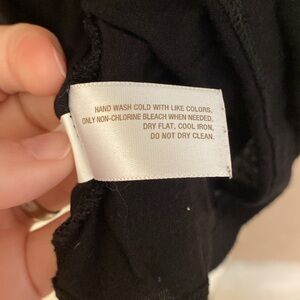 HAND WASH COLD WITH LIKE COLORS,
ONLY NON-CHLORINE BLEACH WHEN NEEDED,
DRY FLAT, COOL IRON,
DO NOT DRY CLEAN.